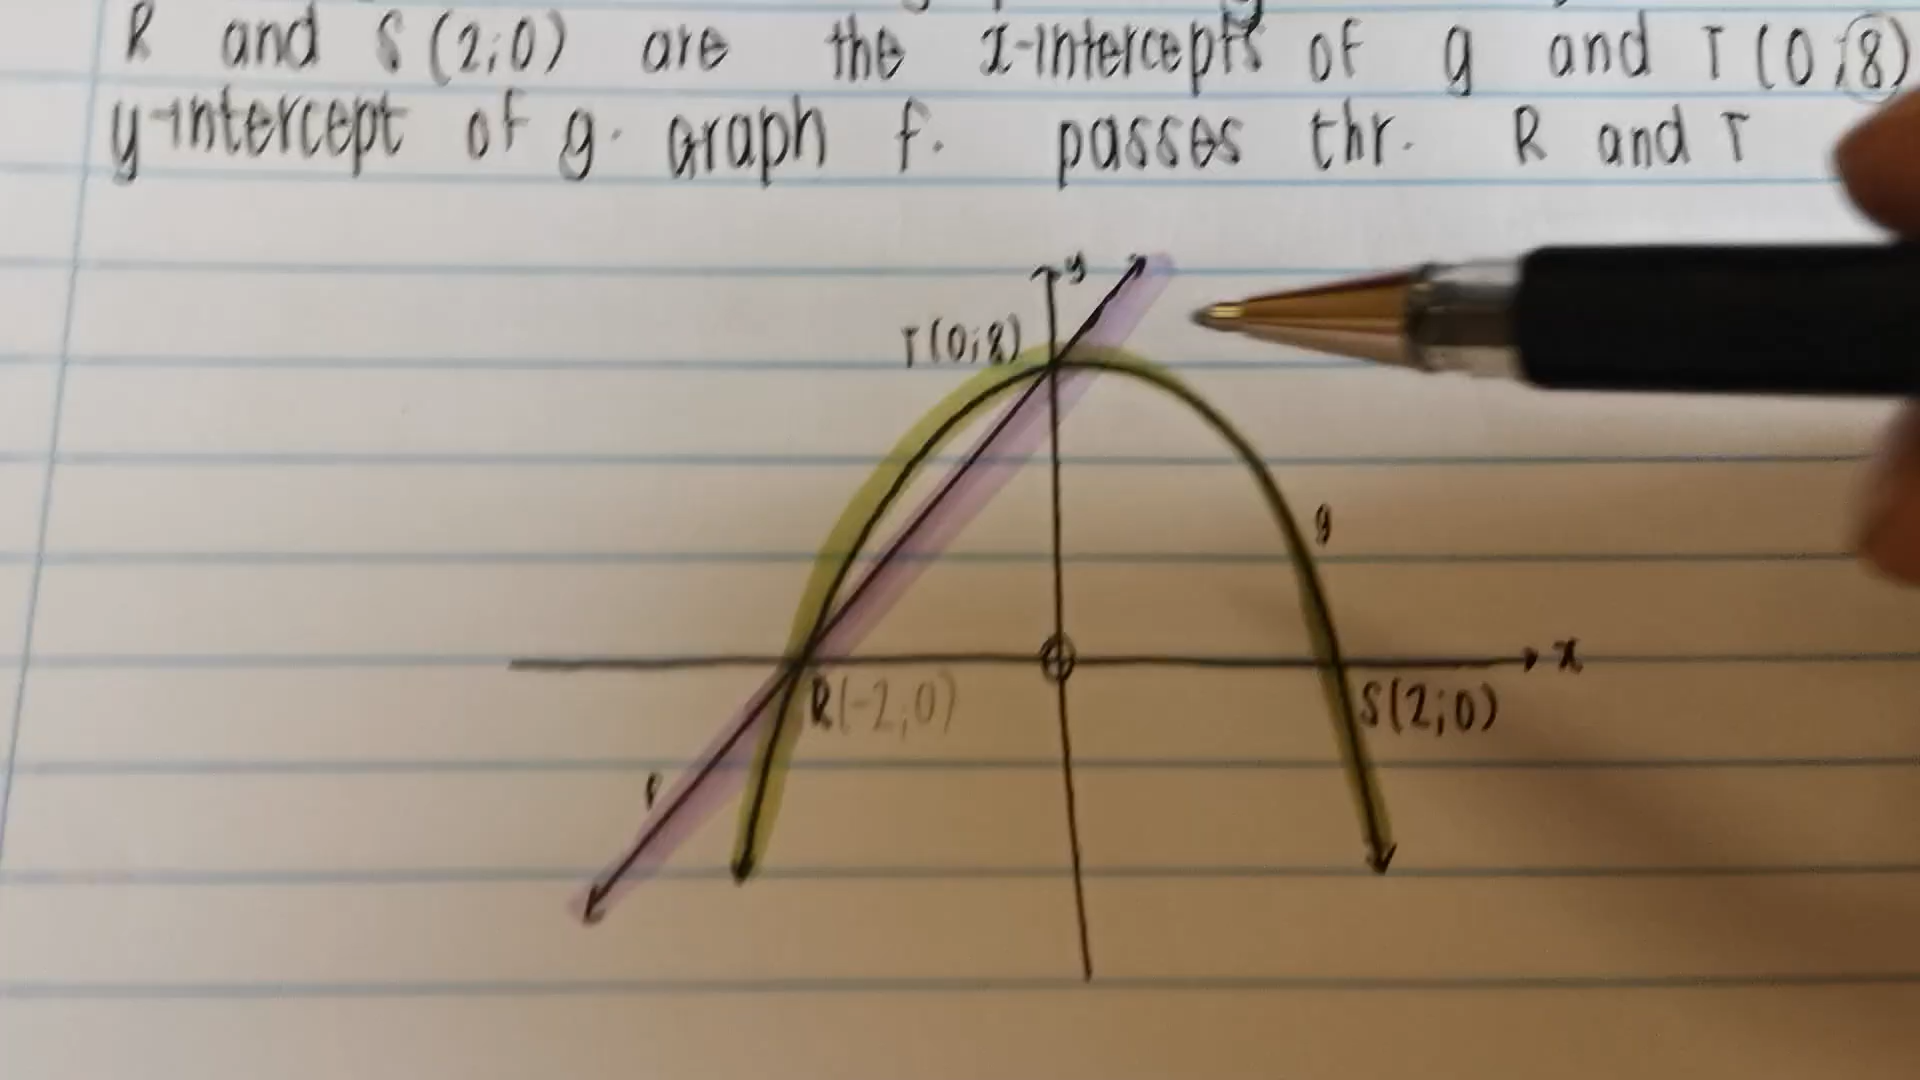 R and S(2;0) are the x-intercepts of g and T(0;8)
y-intercept of g. Graph f. passes thr. R and T
y
T(0;8)
g
x
R(-2;0)
S(2;0)
f